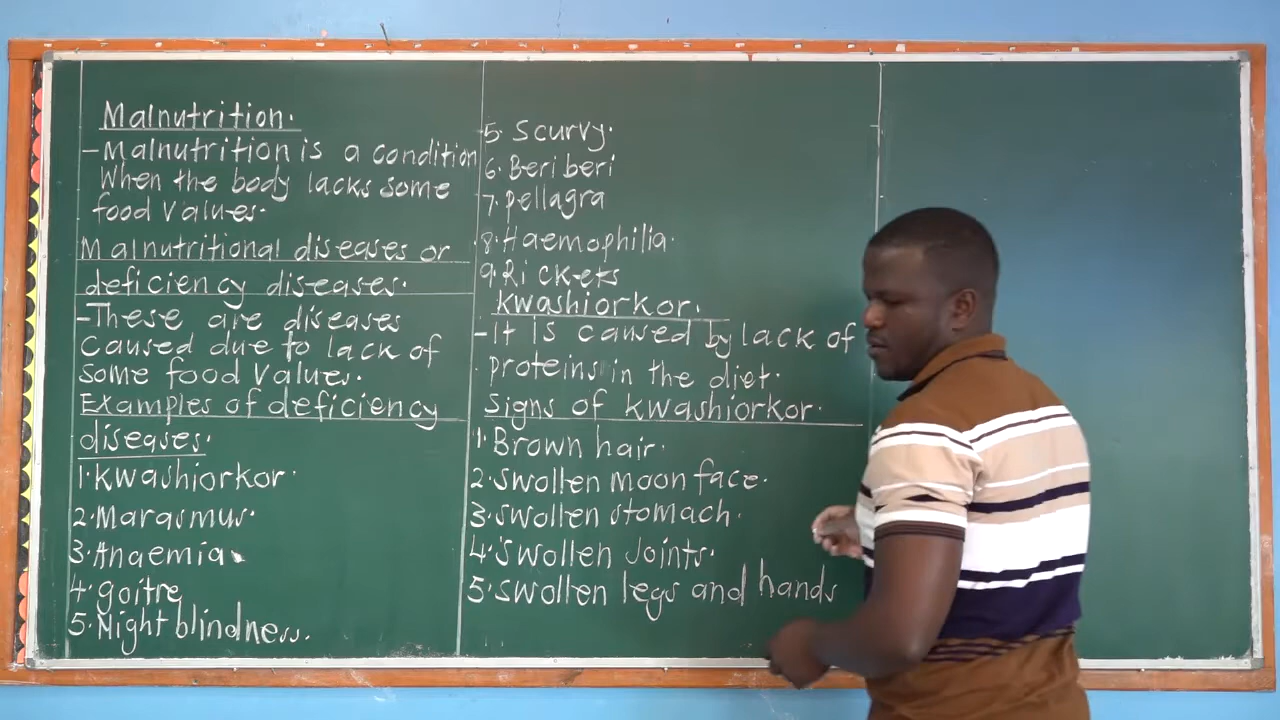 Malnutrition.
-Malnutrition is a condition
When the body lacks some
food Values.
Malnutritional diseases or
deficiency diseases.
-These are diseases
Caused due to lack of
some food Values.
Examples of deficiency
diseases.
1.Kwashiorkor.
2.Marasmus.
3.Anaemia.
4.goitre
5.Night blindness.
5.Scurvy.
6.Beri beri
7.pellagra
8.Haemophilia.
9.Rickets
Kwashiorkor.
-It is caused by lack of
proteins in the diet.
Signs of kwashiorkor.
1.Brown hair.
2.Swollen moon face.
3.Swollen stomach.
4.Swollen Joints.
5.Swollen legs and hands